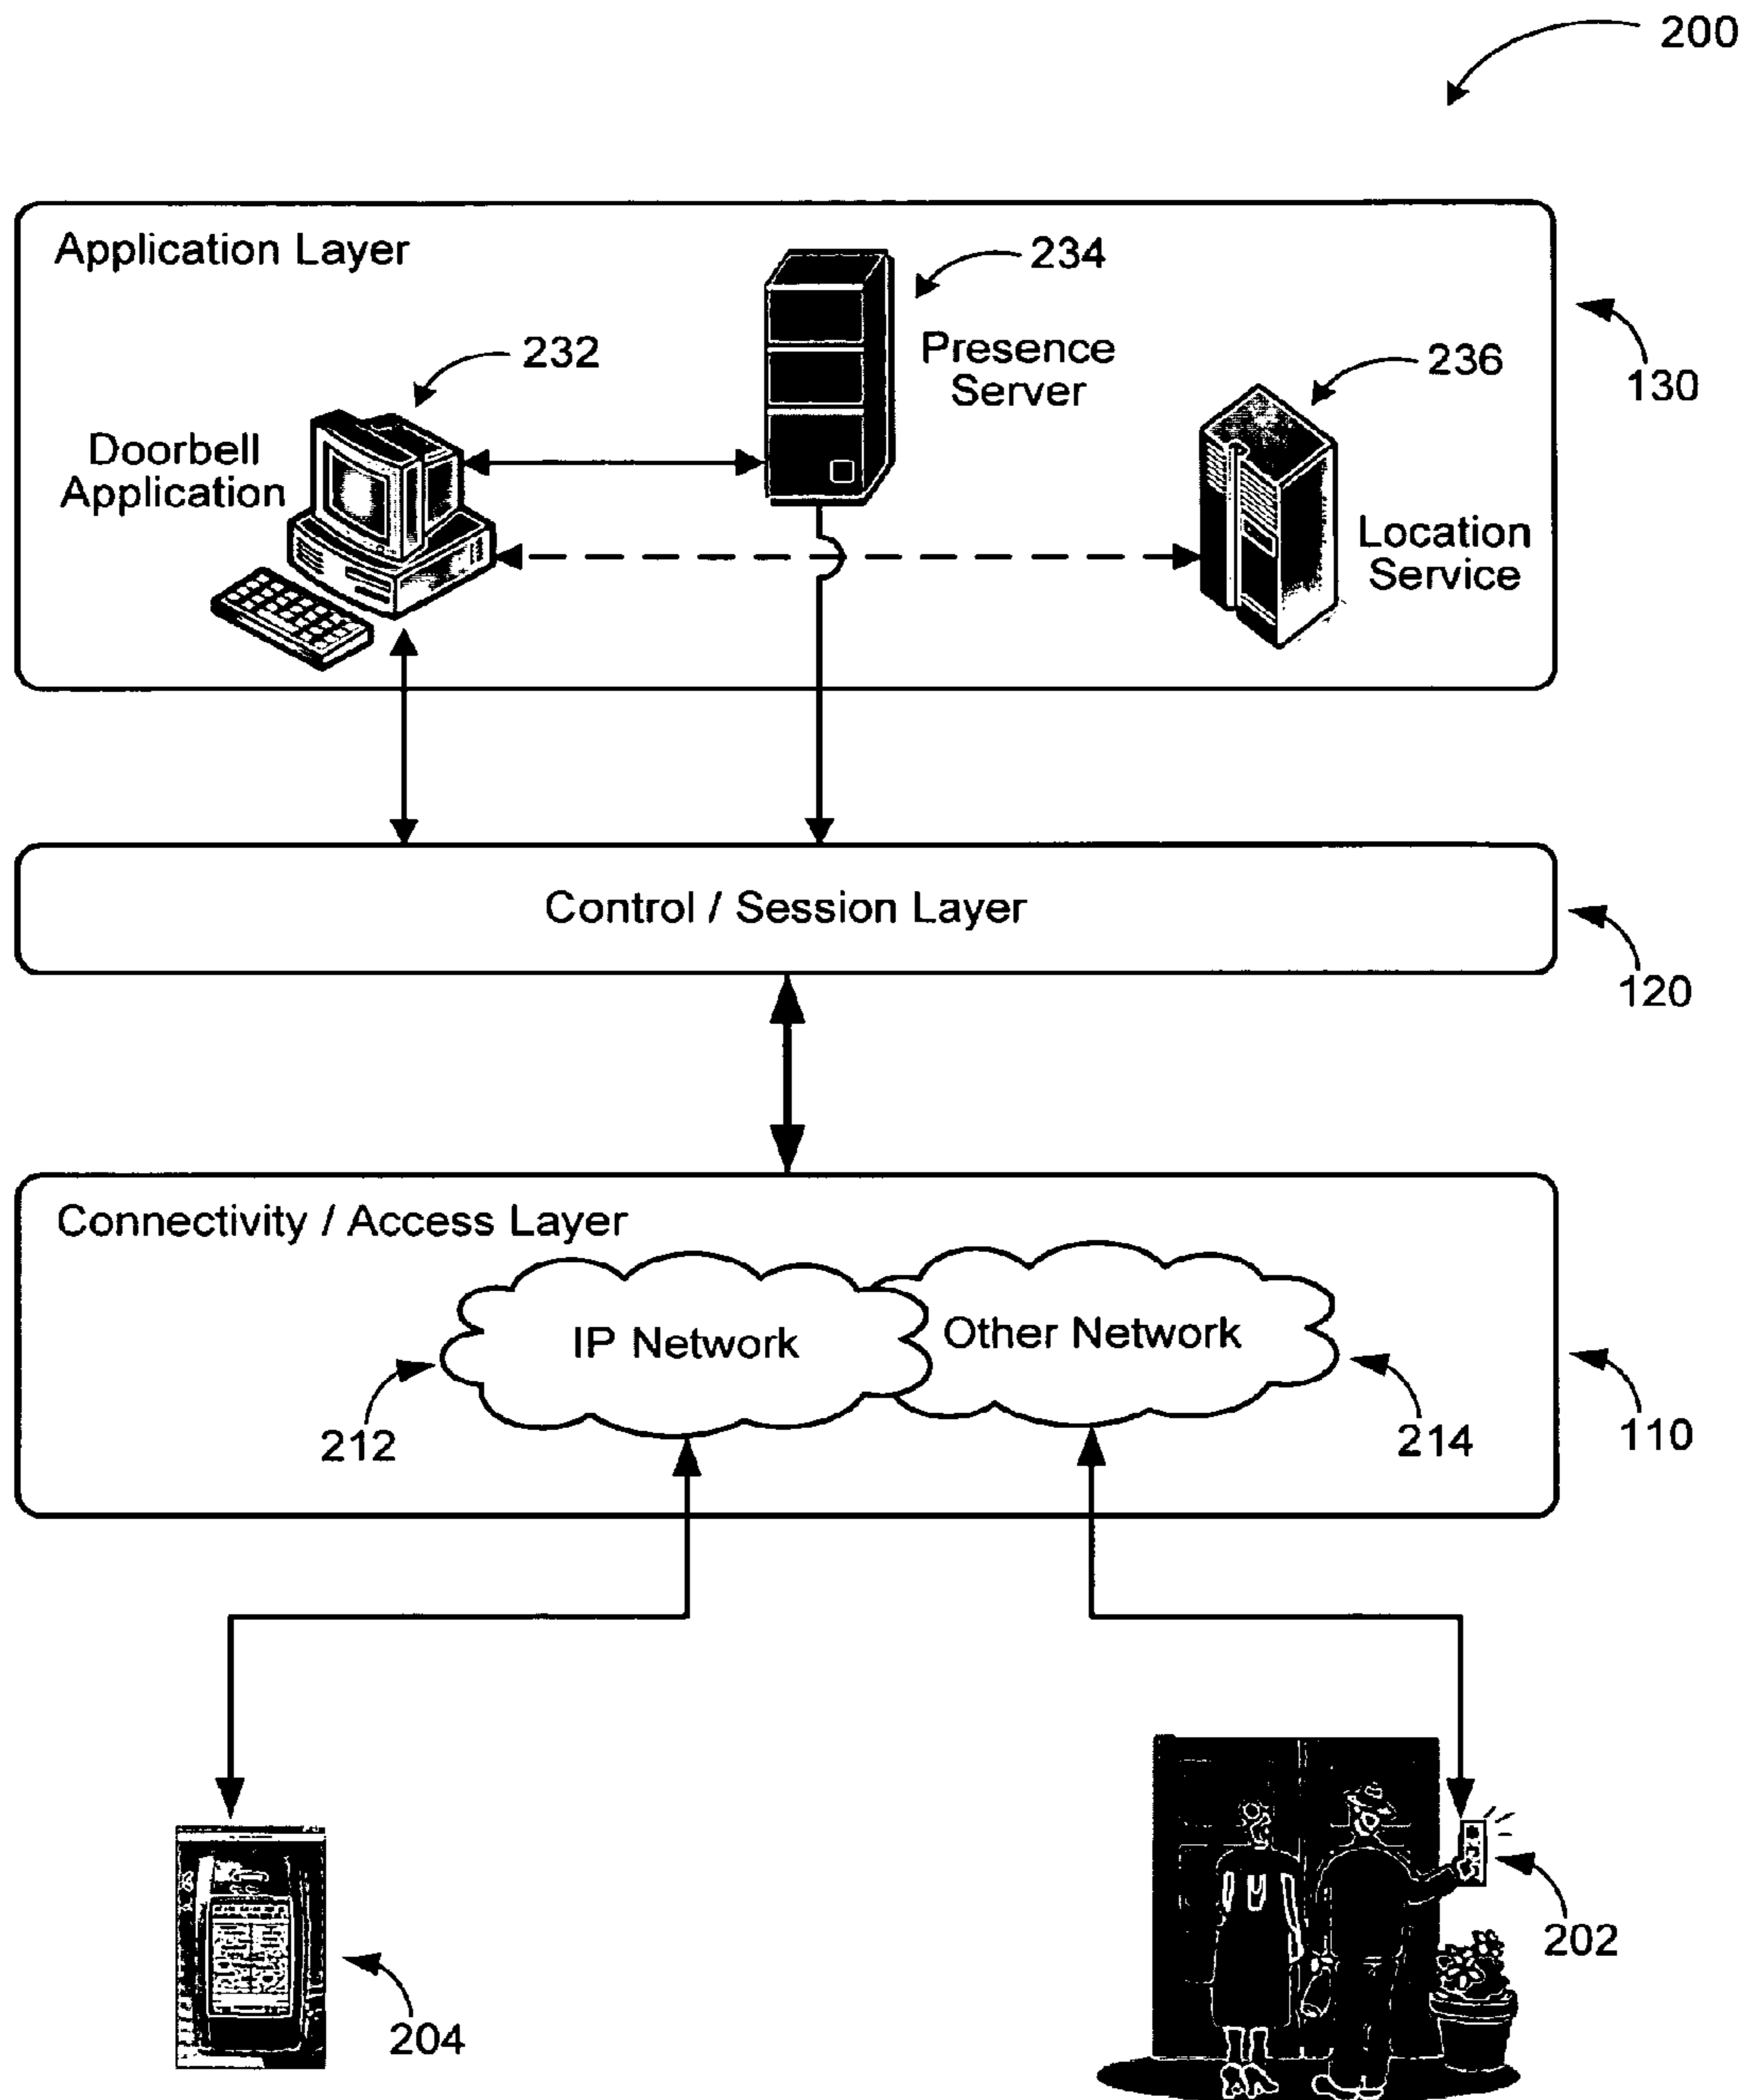 200
Application Layer
234
Presence
Server
232
236
130
Doorbell
Application
Location
Service
Control / Session Layer
120
Connectivity / Access Layer
IP Network
Other Network
212
214
110
202
204